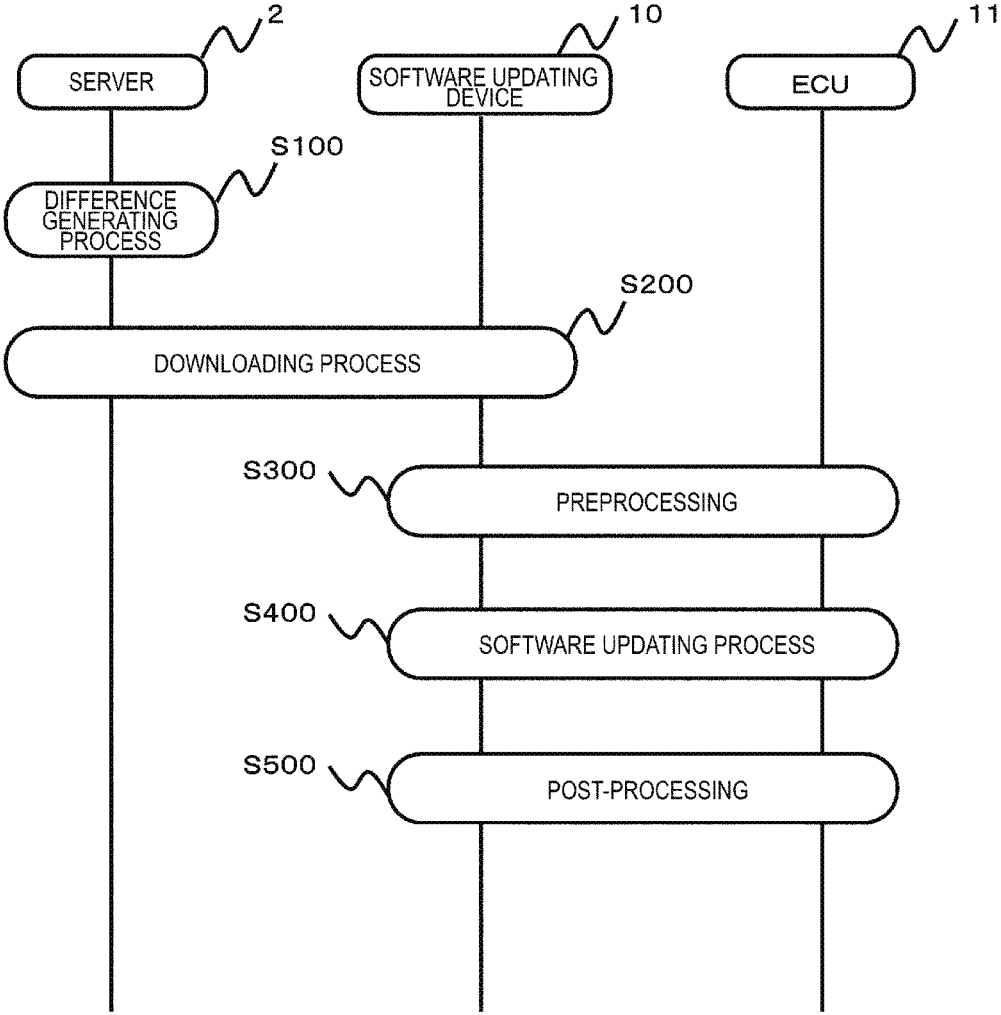 2
10
11
SERVER
SOFTWARE UPDATING
DEVICE
ECU
S100
DIFFERENCE
GENERATING
PROCESS
S200
DOWNLOADING PROCESS
S300
PREPROCESSING
S400
SOFTWARE UPDATING PROCESS
S500
POST-PROCESSING